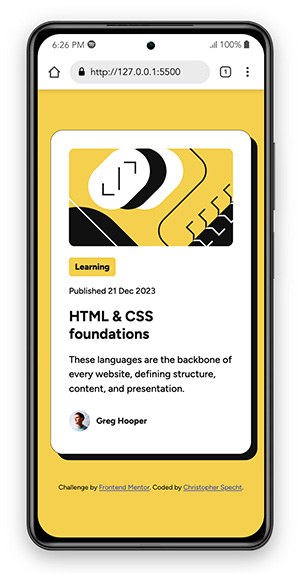 6:26 PM
100%
http://127.0.0.1:5500
1
Learning
Published 21 Dec 2023
HTML & CSS
foundations
These languages are the backbone of
every website, defining structure,
content, and presentation.
Greg Hooper
Challenge by Frontend Mentor. Coded by Christopher Specht.